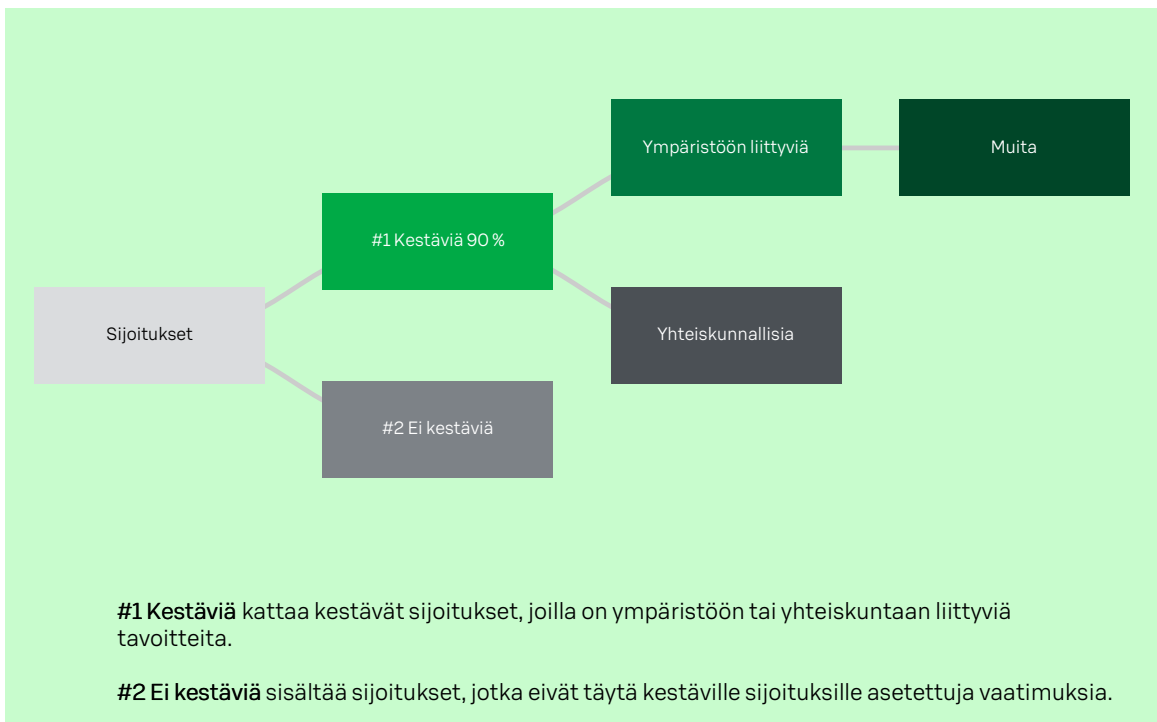 Ympäristöön liittyviä
Muita
#1 Kestäviä 90 %
Sijoitukset
Yhteiskunnallisia
#2 Ei kestäviä
#1 Kestäviä kattaa kestävät sijoitukset, joilla on ympäristöön tai yhteiskuntaan liittyviä
tavoitteita.
#2 Ei kestäviä sisältää sijoitukset, jotka eivät täytä kestäville sijoituksille asetettuja vaatimuksia.